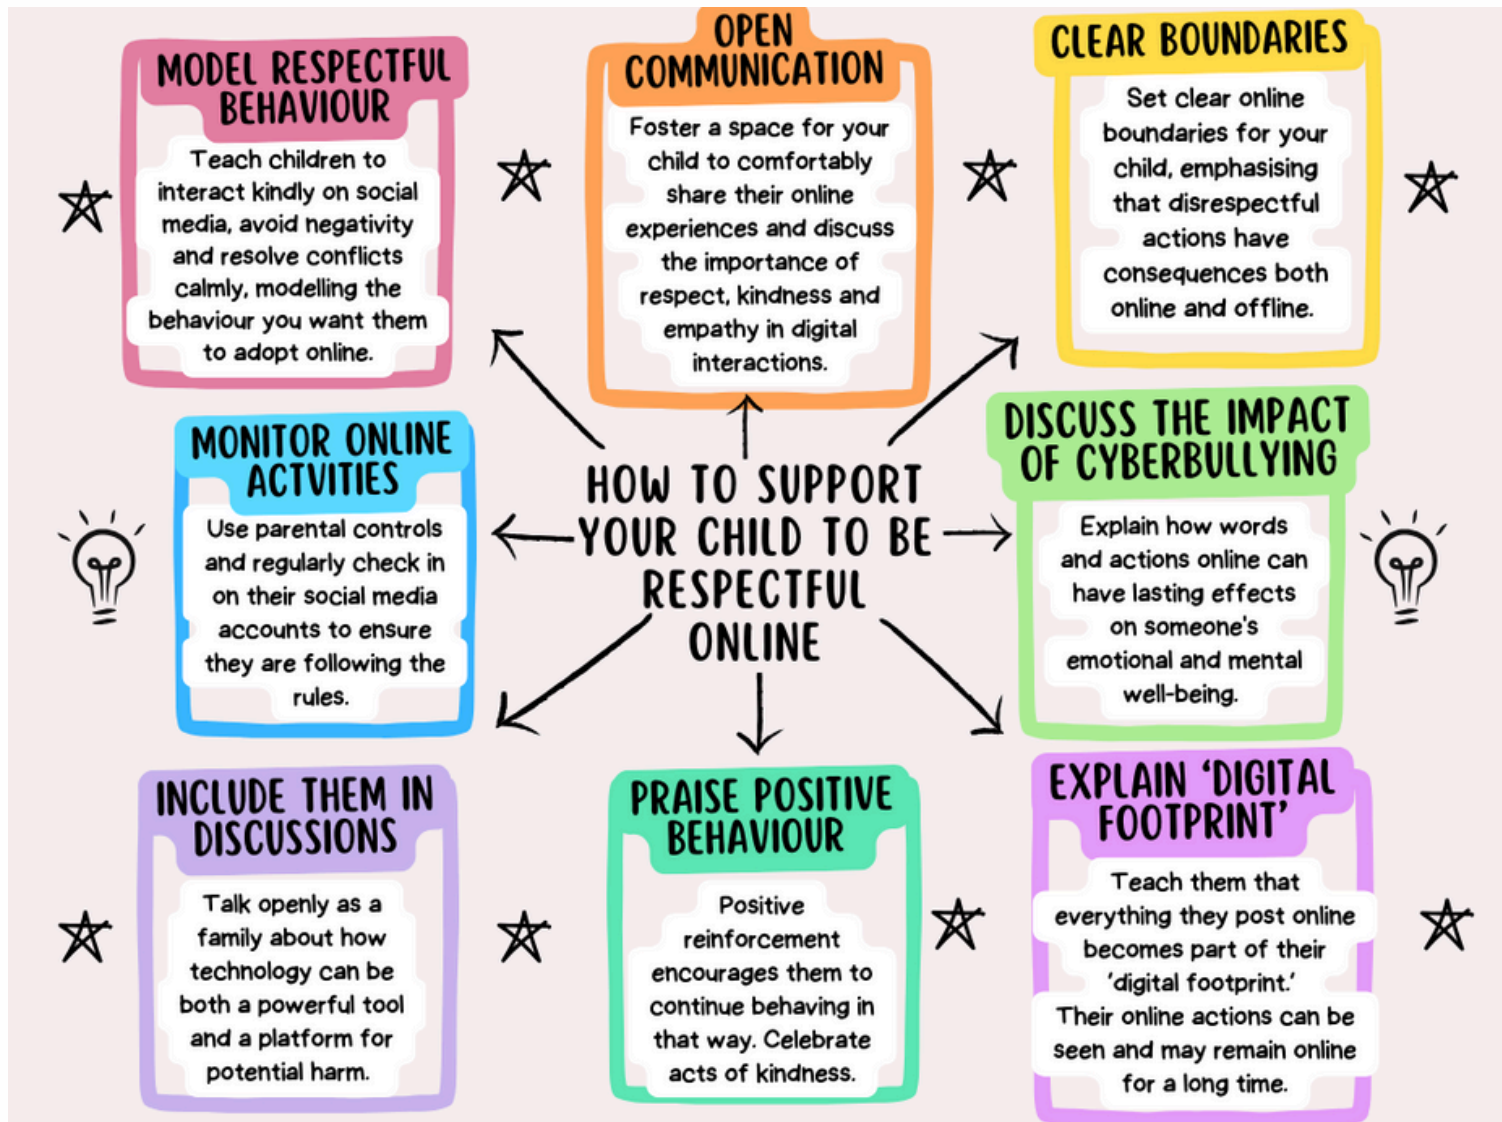 MODEL RESPECTFUL
BEHAVIOUR
Teach children to
interact kindly on social
media, avoid negativity
and resolve conflicts
calmly, modelling the
behaviour you want them
to adopt online.
OPEN
COMMUNICATION
Foster a space for your
child to comfortably
share their online
experiences and discuss
the importance of
respect, kindness and
empathy in digital
interactions.
CLEAR BOUNDARIES
Set clear online
boundaries for your
child, emphasising
that disrespectful
actions have
consequences both
online and offline.
MONITOR ONLINE
ACTVITIES
Use parental controls
and regularly check in
on their social media
accounts to ensure
they are following the
rules.
HOW TO SUPPORT
YOUR CHILD TO BE
RESPECTFUL
ONLINE
DISCUSS THE IMPACT
OF CYBERBULLYING
Explain how words
and actions online can
have lasting effects
on someone's
emotional and mental
well-being.
INCLUDE THEM IN
DISCUSSIONS
Talk openly as a
family about how
technology can be
both a powerful tool
and a platform for
potential harm.
PRAISE POSITIVE
BEHAVIOUR
Positive
reinforcement
encourages them to
continue behaving in
that way. Celebrate
acts of kindness.
EXPLAIN ‘DIGITAL
FOOTPRINT’
Teach them that
everything they post online
becomes part of their
‘digital footprint.’
Their online actions can be
seen and may remain online
for a long time.